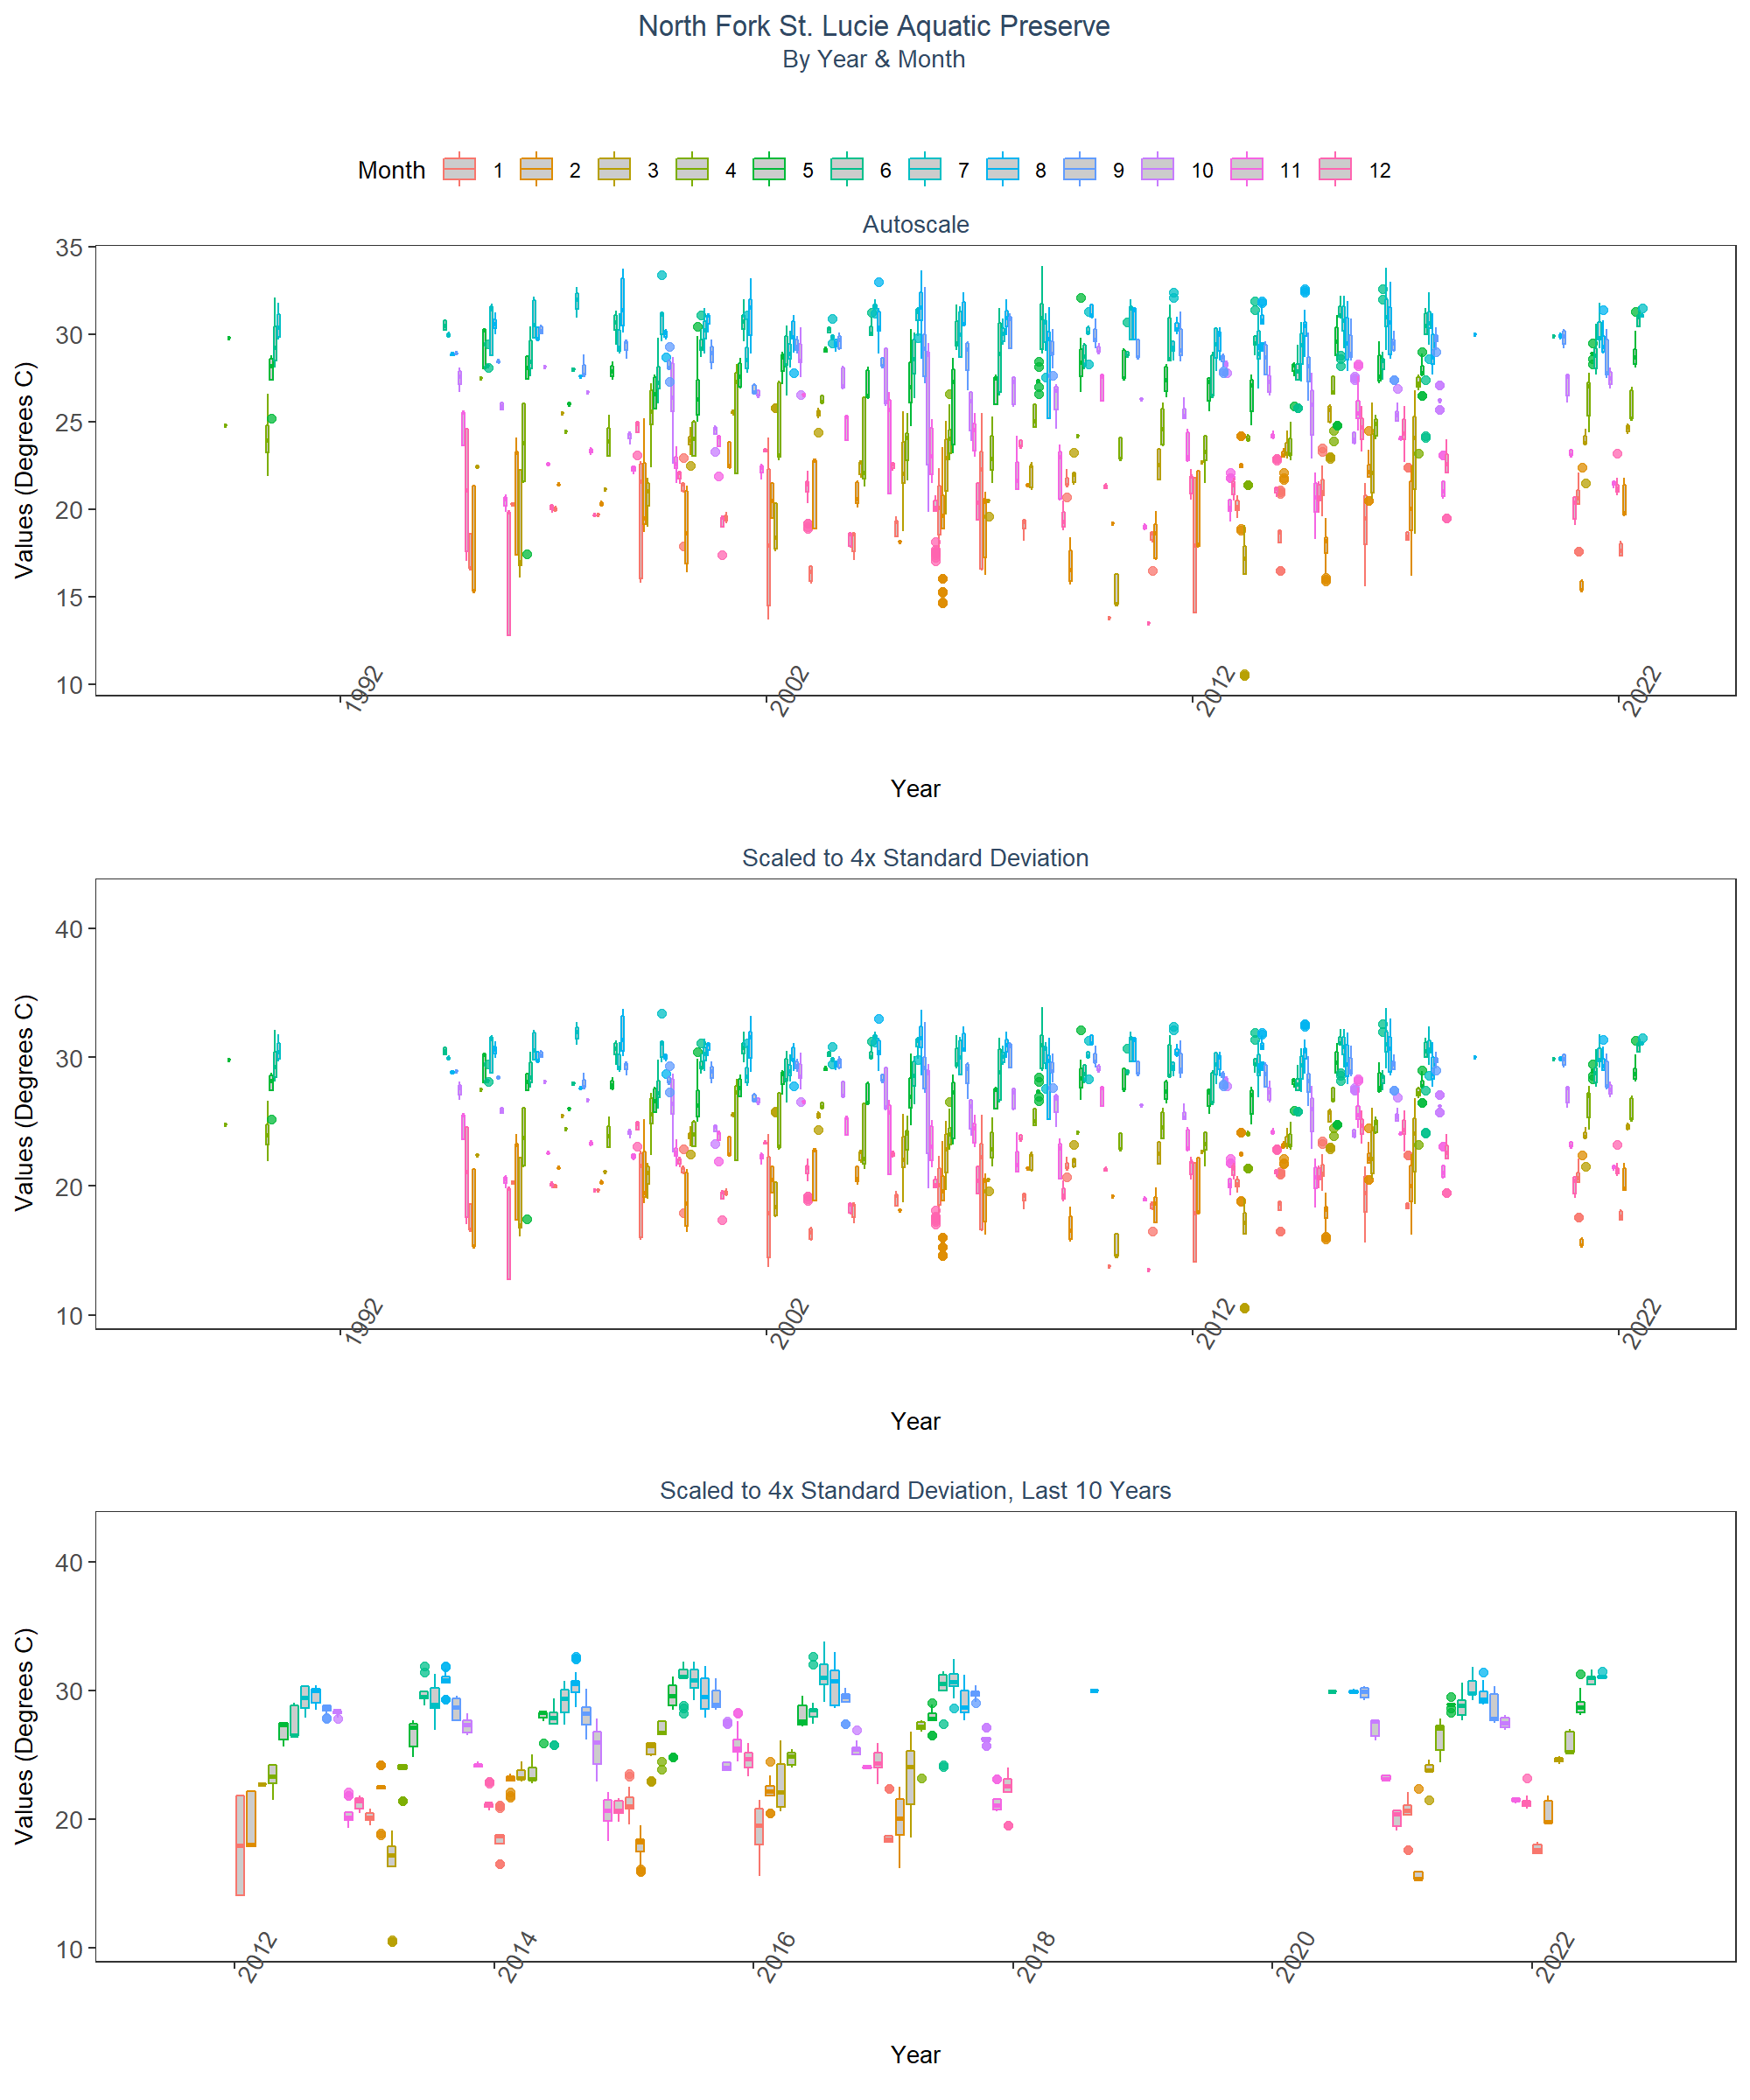 North Fork St. Lucie Aquatic Preserve
By Year & Month
Month 1 2 3 4 5 6 7 8 9 10 11 12
Autoscale
Values (Degrees C)
35
30
25
20
15
10
1992 2002 2012 2022
Year
Scaled to 4x Standard Deviation
Values (Degrees C)
40
30
20
10
1992 2002 2012 2022
Year
Scaled to 4x Standard Deviation, Last 10 Years
Values (Degrees C)
40
30
20
10
2012 2014 2016 2018 2020 2022
Year